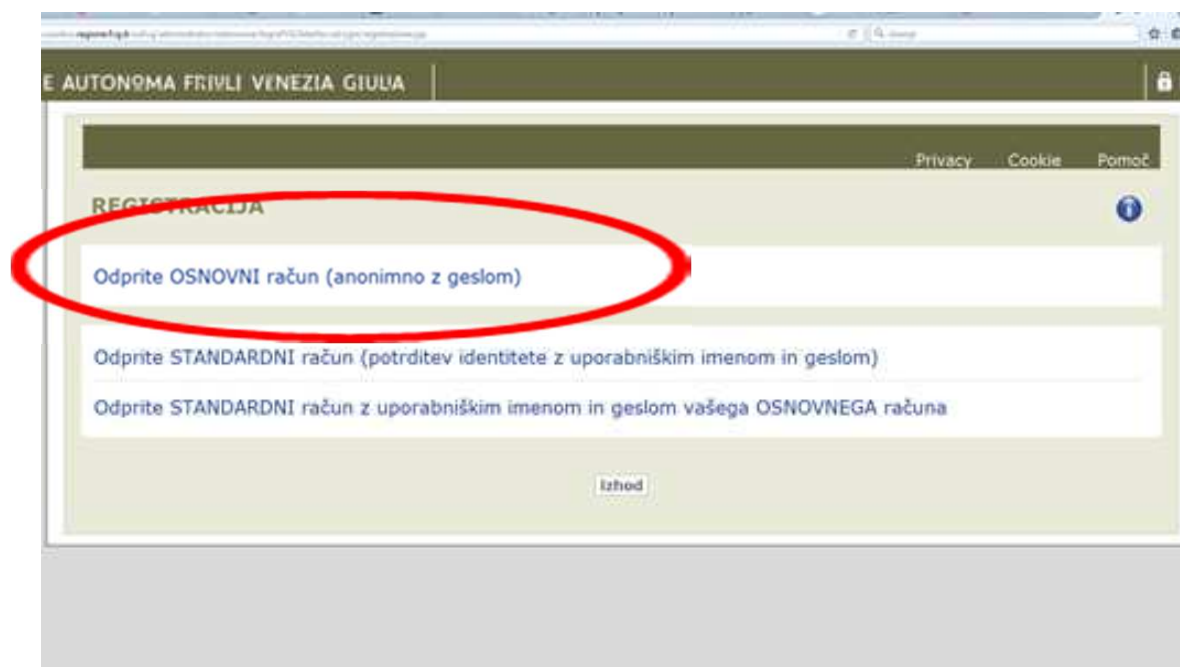 E AUTONOMA FRIULI VENEZIA GIULIA
Privacy Cookie Pomoč
REGISTRACIJA
Odprite OSNOVNI račun (anonimno z geslom)
Odprite STANDARDNI račun (potrditev identitete z uporabniškim imenom in geslom)
Odprite STANDARDNI račun z uporabniškim imenom in geslom vašega OSNOVNEGA računa
Izhod